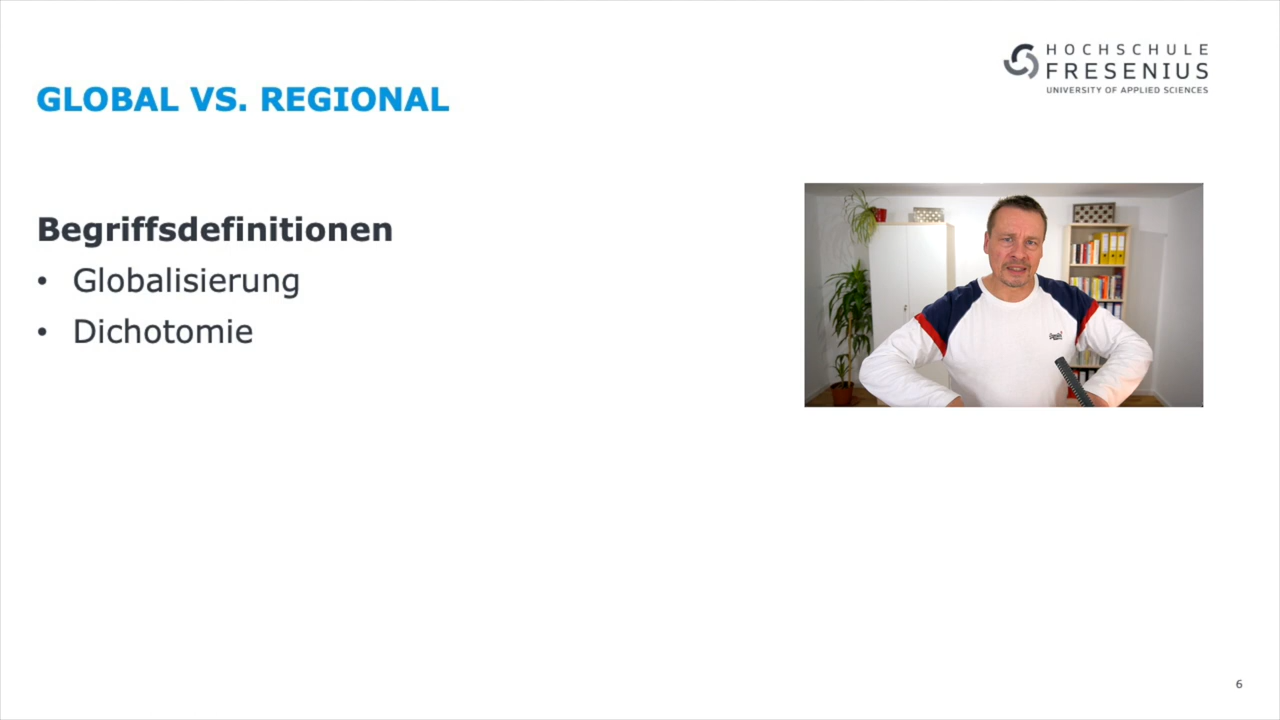 HOCHSCHULE
FRESENIUS
UNIVERSITY OF APPLIED SCIENCES
GLOBAL VS. REGIONAL
Begriffsdefinitionen
• Globalisierung
• Dichotomie
6